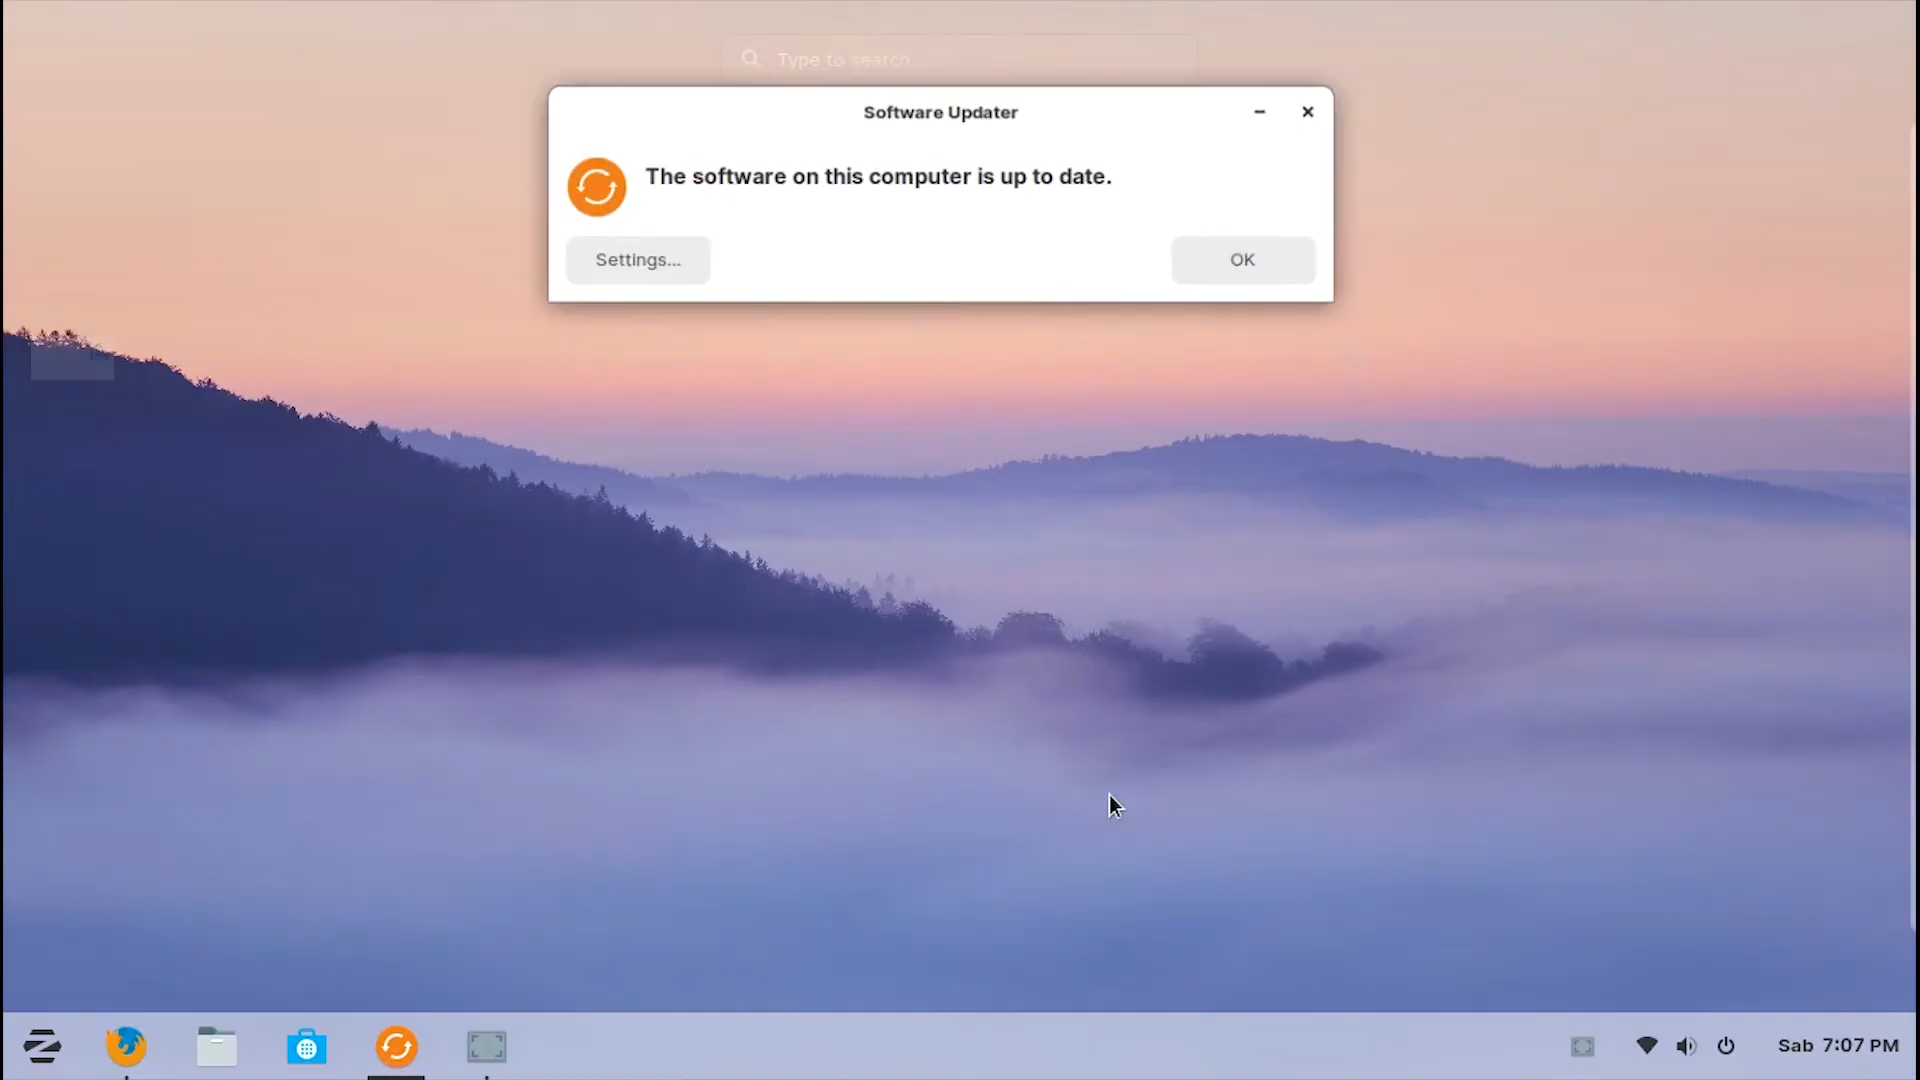 Type to search
Software Updater
The software on this computer is up to date.
Settings...
OK
Sab 7:07 PM